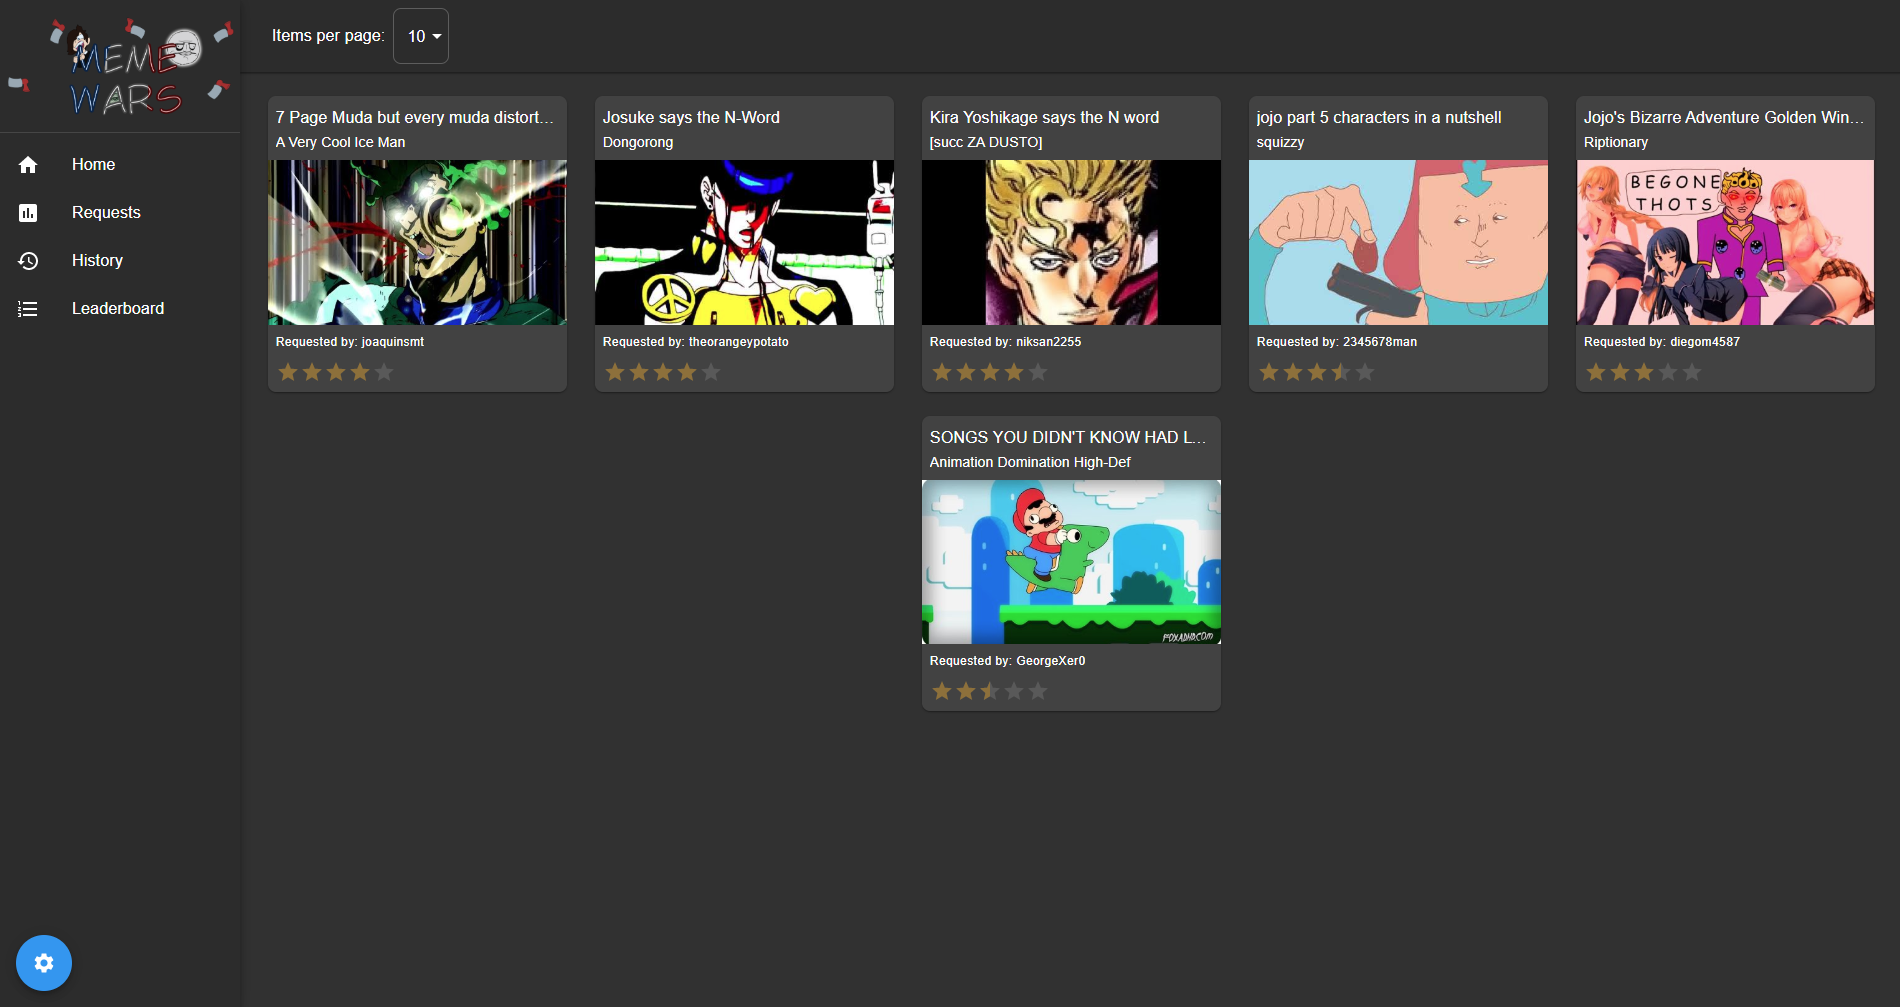 MEME
WARS
Home
Requests
History
Leaderboard
Items per page: 10
7 Page Muda but every muda distort...
A Very Cool Ice Man
Requested by: joaquinsmt
Josuke says the N-Word
Dongorong
Requested by: theorangeypotato
Kira Yoshikage says the N word
[succ ZA DUSTO]
Requested by: niksan2255
jojo part 5 characters in a nutshell
squizzy
Requested by: 2345678man
Jojo's Bizarre Adventure Golden Win...
Riptionary
BEGONE
THOTS
Requested by: diegom4587
SONGS YOU DIDN'T KNOW HAD L...
Animation Domination High-Def
FOXADHD.COM
Requested by: GeorgeXer0